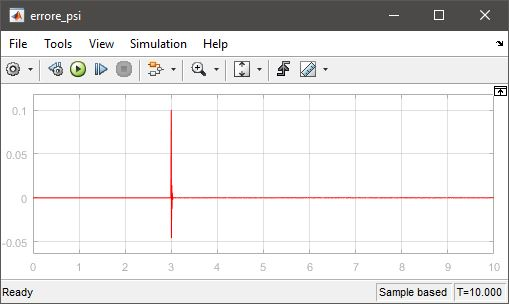 errore_psi
File Tools View Simulation Help
0.1
0.05
0
-0.05
0 1 2 3 4 5 6 7 8 9 10
Ready Sample based T=10.000